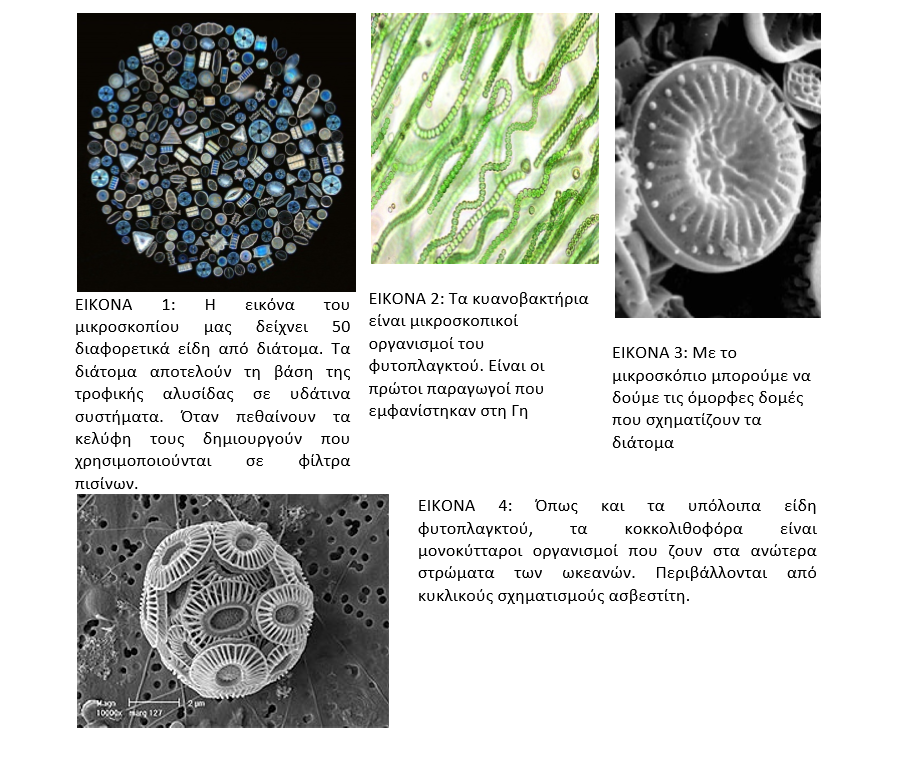 ΕΙΚΟΝΑ 1: Η εικόνα του
μικροσκοπίου μας δείχνει 50
διαφορετικά είδη από διάτομα. Τα
διάτομα αποτελούν τη βάση της
τροφικής αλυσίδας σε υδάτινα
συστήματα. Όταν πεθαίνουν τα
κελύφη τους δημιουργούν που
χρησιμοποιούνται σε φίλτρα
πισίνων.
ΕΙΚΟΝΑ 2: Τα κυανοβακτήρια
είναι μικροσκοπικοί
οργανισμοί του
φυτοπλαγκτού. Είναι οι
πρώτοι παραγωγοί που
εμφανίστηκαν στη Γη
ΕΙΚΟΝΑ 3: Με το
μικροσκόπιο μπορούμε να
δούμε τις όμορφες δομές
που σχηματίζουν τα
διάτομα
ΕΙΚΟΝΑ 4: Όπως και τα υπόλοιπα είδη
φυτοπλαγκτού, τα κοκκολιθοφόρα είναι
μονοκύτταροι οργανισμοί που ζουν στα ανώτερα
στρώματα των ωκεανών. Περιβάλλονται από
κυκλικούς σχηματισμούς ασβεστίτη.
Magn 2 µm
10000x marg 127